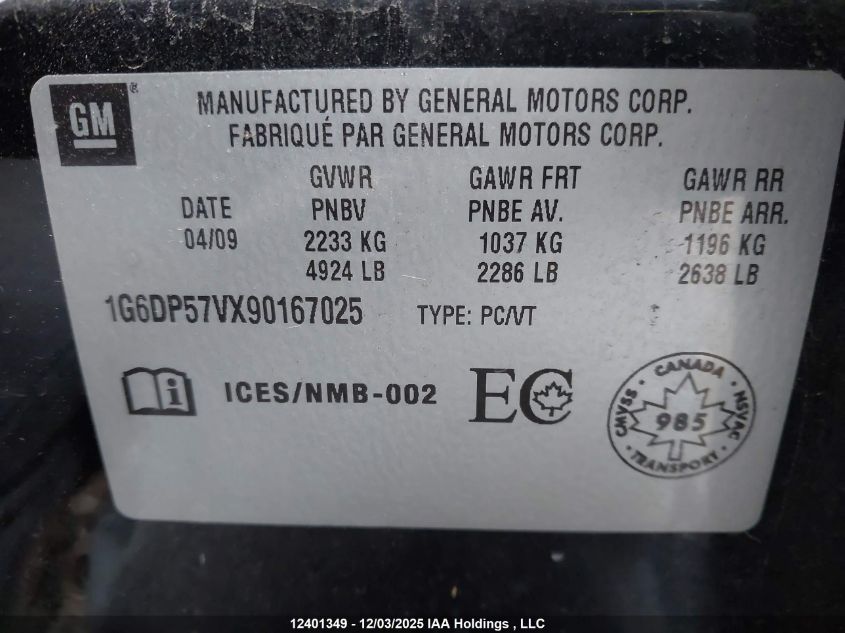 GM ®
MANUFACTURED BY GENERAL MOTORS CORP.
FABRIQUÉ PAR GENERAL MOTORS CORP.
GVWR GAWR FRT GAWR RR
DATE PNBV PNBE AV. PNBE ARR.
04/09 2233 KG 1037 KG 1196 KG
4924 LB 2286 LB 2638 LB
1G6DP57VX90167025 TYPE: PC/VT
i ICES/NMB-002 EC
CANADA
CMVSS 985 NSVAC
TRANSPORT
12401349 - 12/03/2025 IAA Holdings , LLC